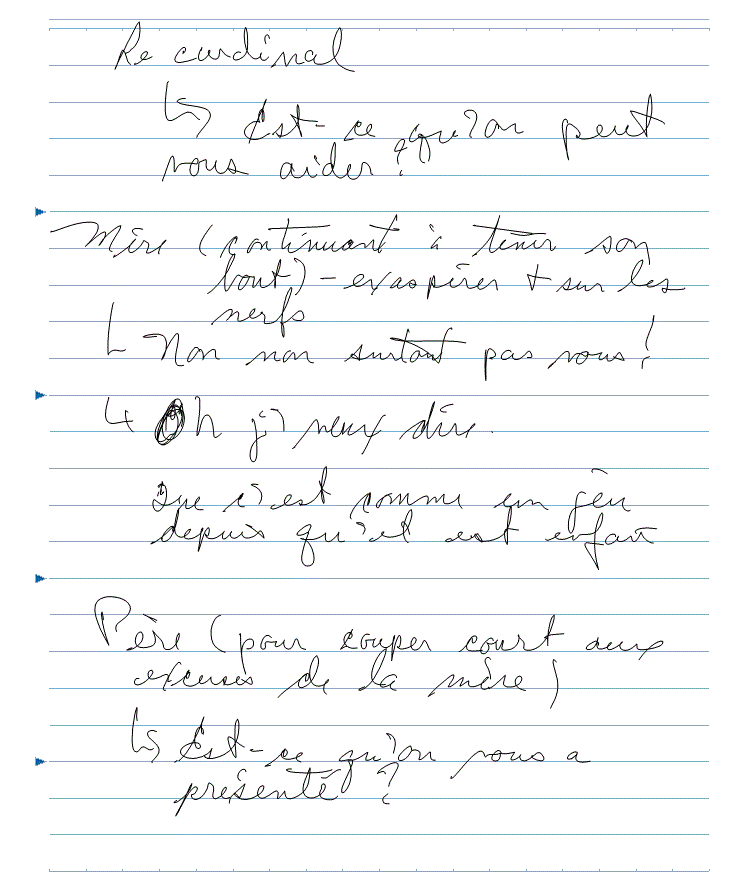 Le cardinal
↳ Est-ce qu'on peut
vous aider?
Mère (continuant à tenir son
bout) - exaspérer + sur les
nerfs
↳ Non non surtout pas vous!
↳ Oh j' veux dire.
Que c'est comme un jeu
depuis qu'il est enfant
Père (pour couper court aux
excuses de la mère)
↳ Est-ce qu'on vous a
présenté?